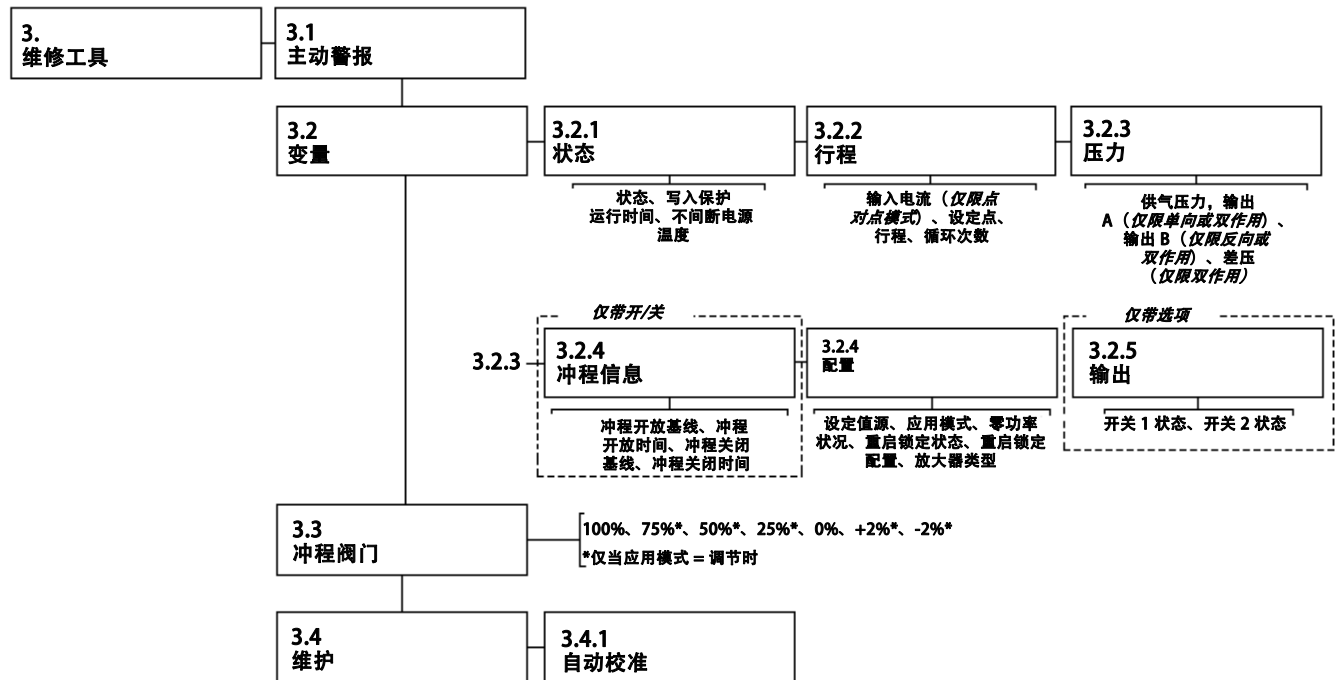 3.
维修工具
3.1
主动警报
3.2
变量
3.2.1
状态
状态、写入保护
运行时间、不间断电源
温度
3.2.2
行程
输入电流（仅限点
对点模式）、设定点、
行程、循环次数
3.2.3
压力
供气压力，输出
A（仅限单向或双作用）、
输出 B（仅限反向或
双作用）、差压
（仅限双作用）
3.2.3
仅带开/关
3.2.4
冲程信息
冲程开放基线、冲程
开放时间、冲程关闭
基线、冲程关闭时间
3.2.4
配置
设定值源、应用模式、零功率
状况、重启锁定状态、重启锁定
配置、放大器类型
仅带选项
3.2.5
输出
开关 1 状态、开关 2 状态
3.3
冲程阀门
100%、75%*、50%*、25%*、0%、+2%*、-2%*
*仅当应用模式 = 调节时
3.4
维护
3.4.1
自动校准